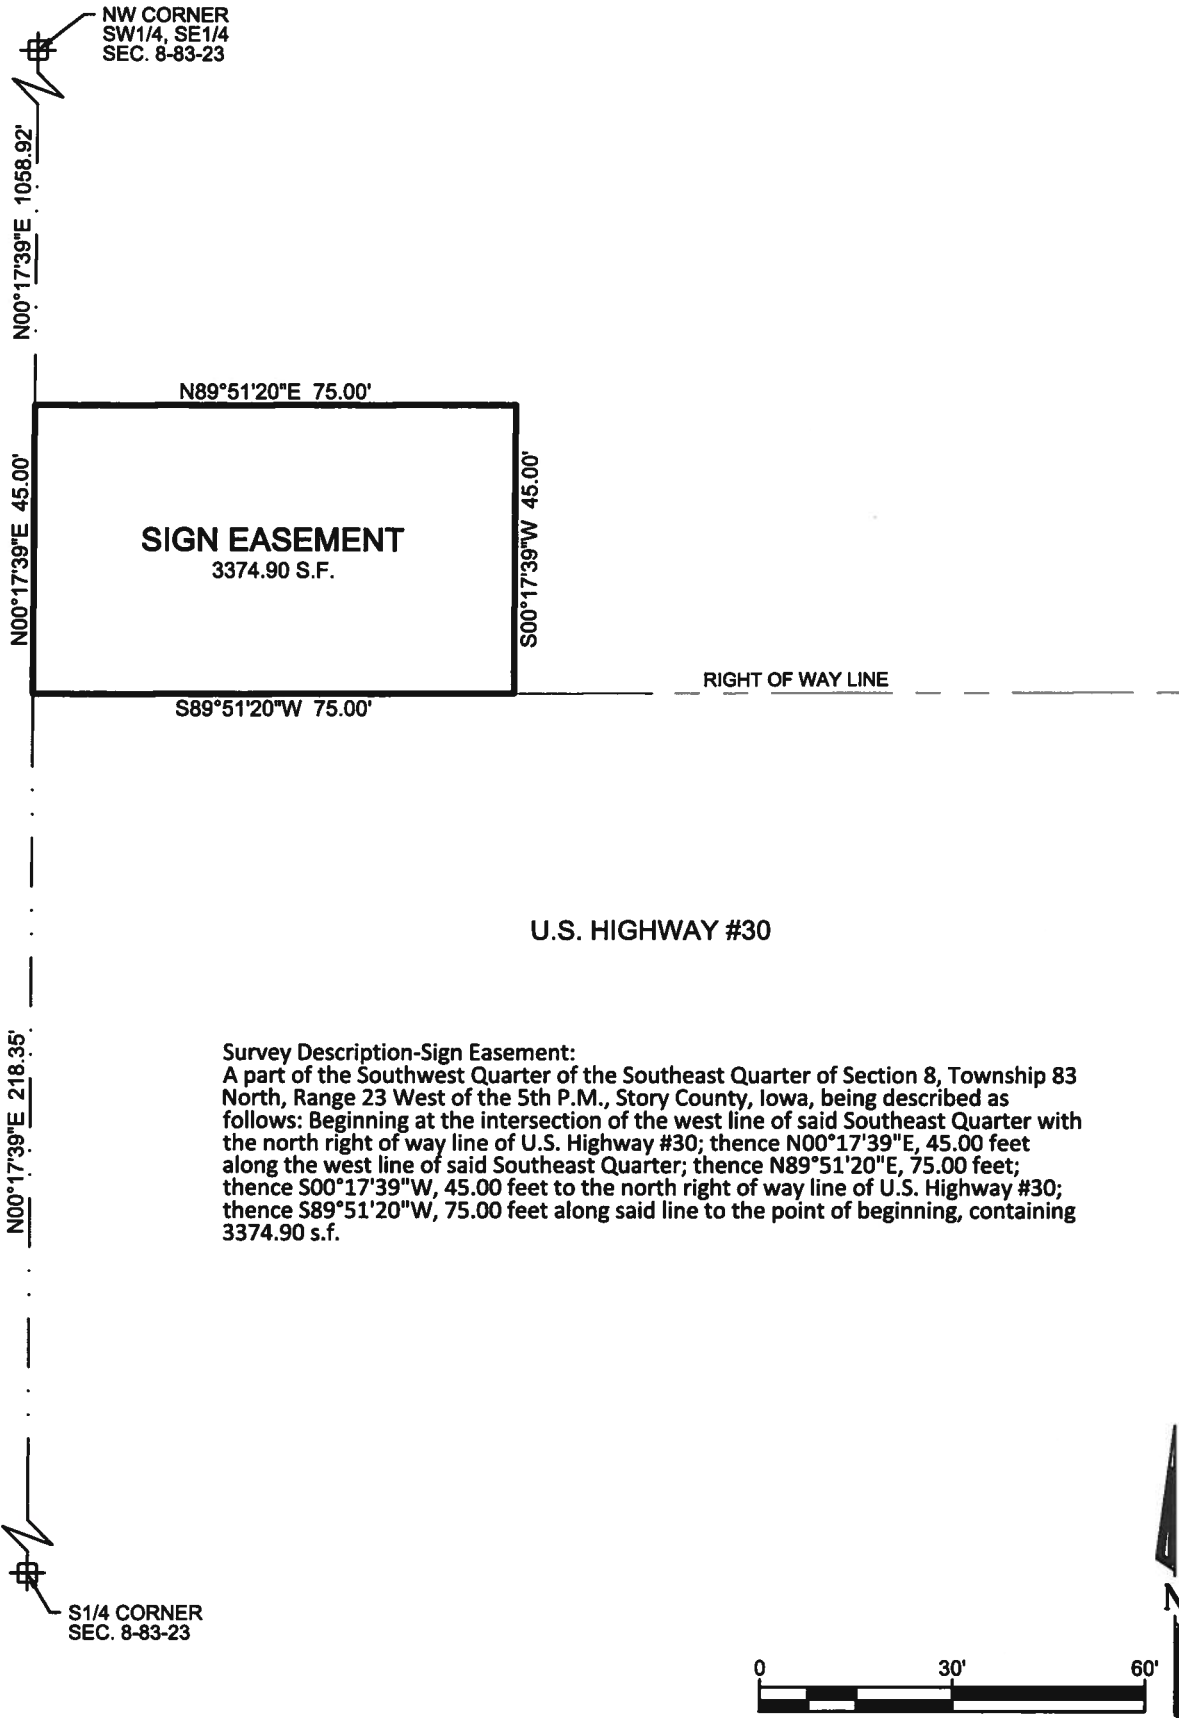 NW CORNER
SW1/4, SE1/4
SEC. 8-83-23
N00°17'39"E 1058.92'
N89°51'20"E 75.00'
N00°17'39"E 45.00'
SIGN EASEMENT
3374.90 S.F.
S00°17'39"W 45.00'
RIGHT OF WAY LINE
S89°51'20"W 75.00'
U.S. HIGHWAY #30
N00°17'39"E 218.35'
Survey Description-Sign Easement:
A part of the Southwest Quarter of the Southeast Quarter of Section 8, Township 83
North, Range 23 West of the 5th P.M., Story County, Iowa, being described as
follows: Beginning at the intersection of the west line of said Southeast Quarter with
the north right of way line of U.S. Highway #30; thence N00°17'39"E, 45.00 feet
along the west line of said Southeast Quarter; thence N89°51'20"E, 75.00 feet;
thence S00°17'39"W, 45.00 feet to the north right of way line of U.S. Highway #30;
thence S89°51'20"W, 75.00 feet along said line to the point of beginning, containing
3374.90 s.f.
S1/4 CORNER
SEC. 8-83-23
N
0 30' 60'